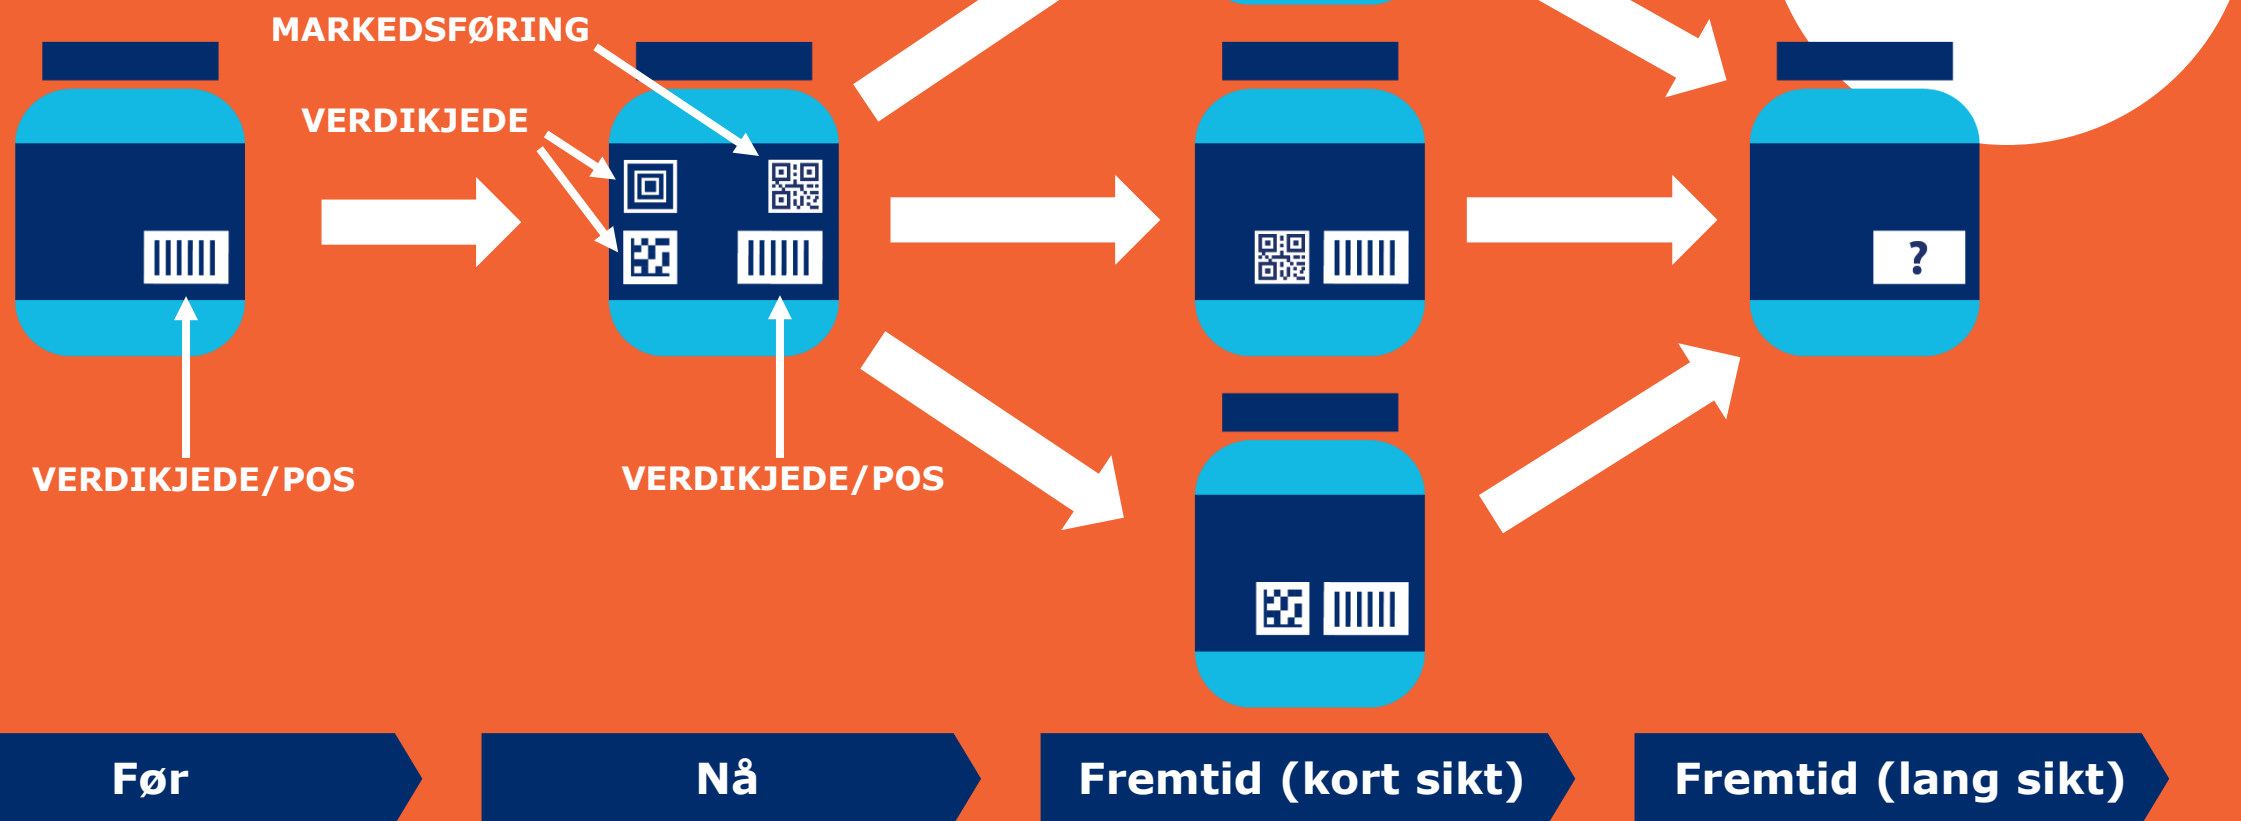 MARKEDSFØRING
VERDIKJEDE
?
VERDIKJEDE/POS
VERDIKJEDE/POS
Før
Nå
Fremtid (kort sikt)
Fremtid (lang sikt)